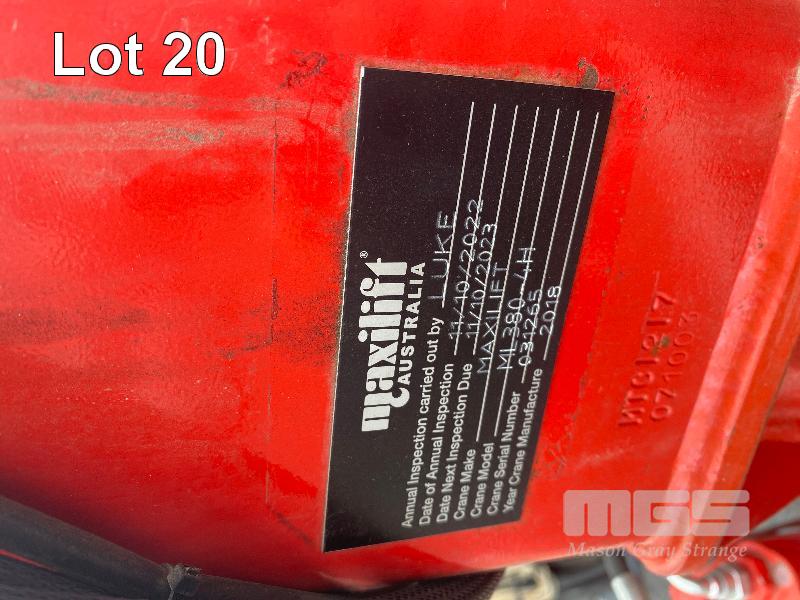 Lot 20
maxilift®
AUSTRALIA
Annual Inspection carried out by LUKE
Date of Annual Inspection 11/10/2022
Date Next Inspection Due 11/10/2023
Crane Make MAXILIFT
Crane Model ML380.4H
Crane Serial Number 031265
Year Crane Manufacture 2018
071003
MGS
Mason Gray Strange